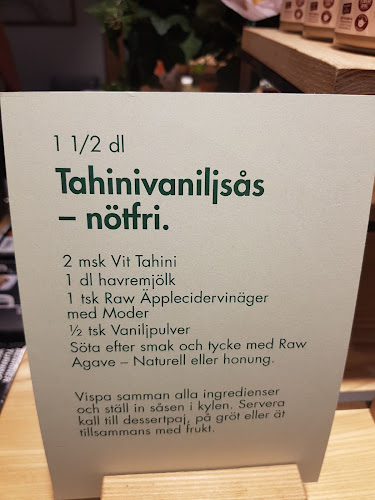 1 1/2 dl
Tahinivaniljsås
– nötfri.
2 msk Vit Tahini
1 dl havremjölk
1 tsk Raw Äpplecidervinäger
med Moder
½ tsk Vaniljpulver
Söta efter smak och tycke med Raw
Agave – Naturell eller honung.
Vispa samman alla ingredienser
och ställ in såsen i kylen. Servera
kall till dessertpaj, på gröt eller ät
tillsammans med frukt.